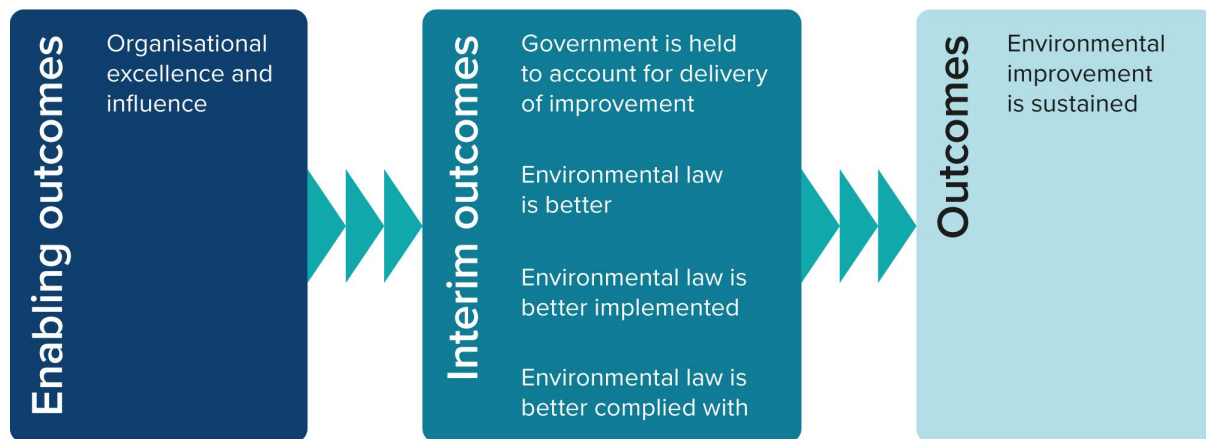 Enabling outcomes
Organisational
excellence and
influence
Interim outcomes
Government is held
to account for delivery
of improvement
Environmental law
is better
Environmental law is
better implemented
Environmental law is
better complied with
Outcomes
Environmental
improvement
is sustained